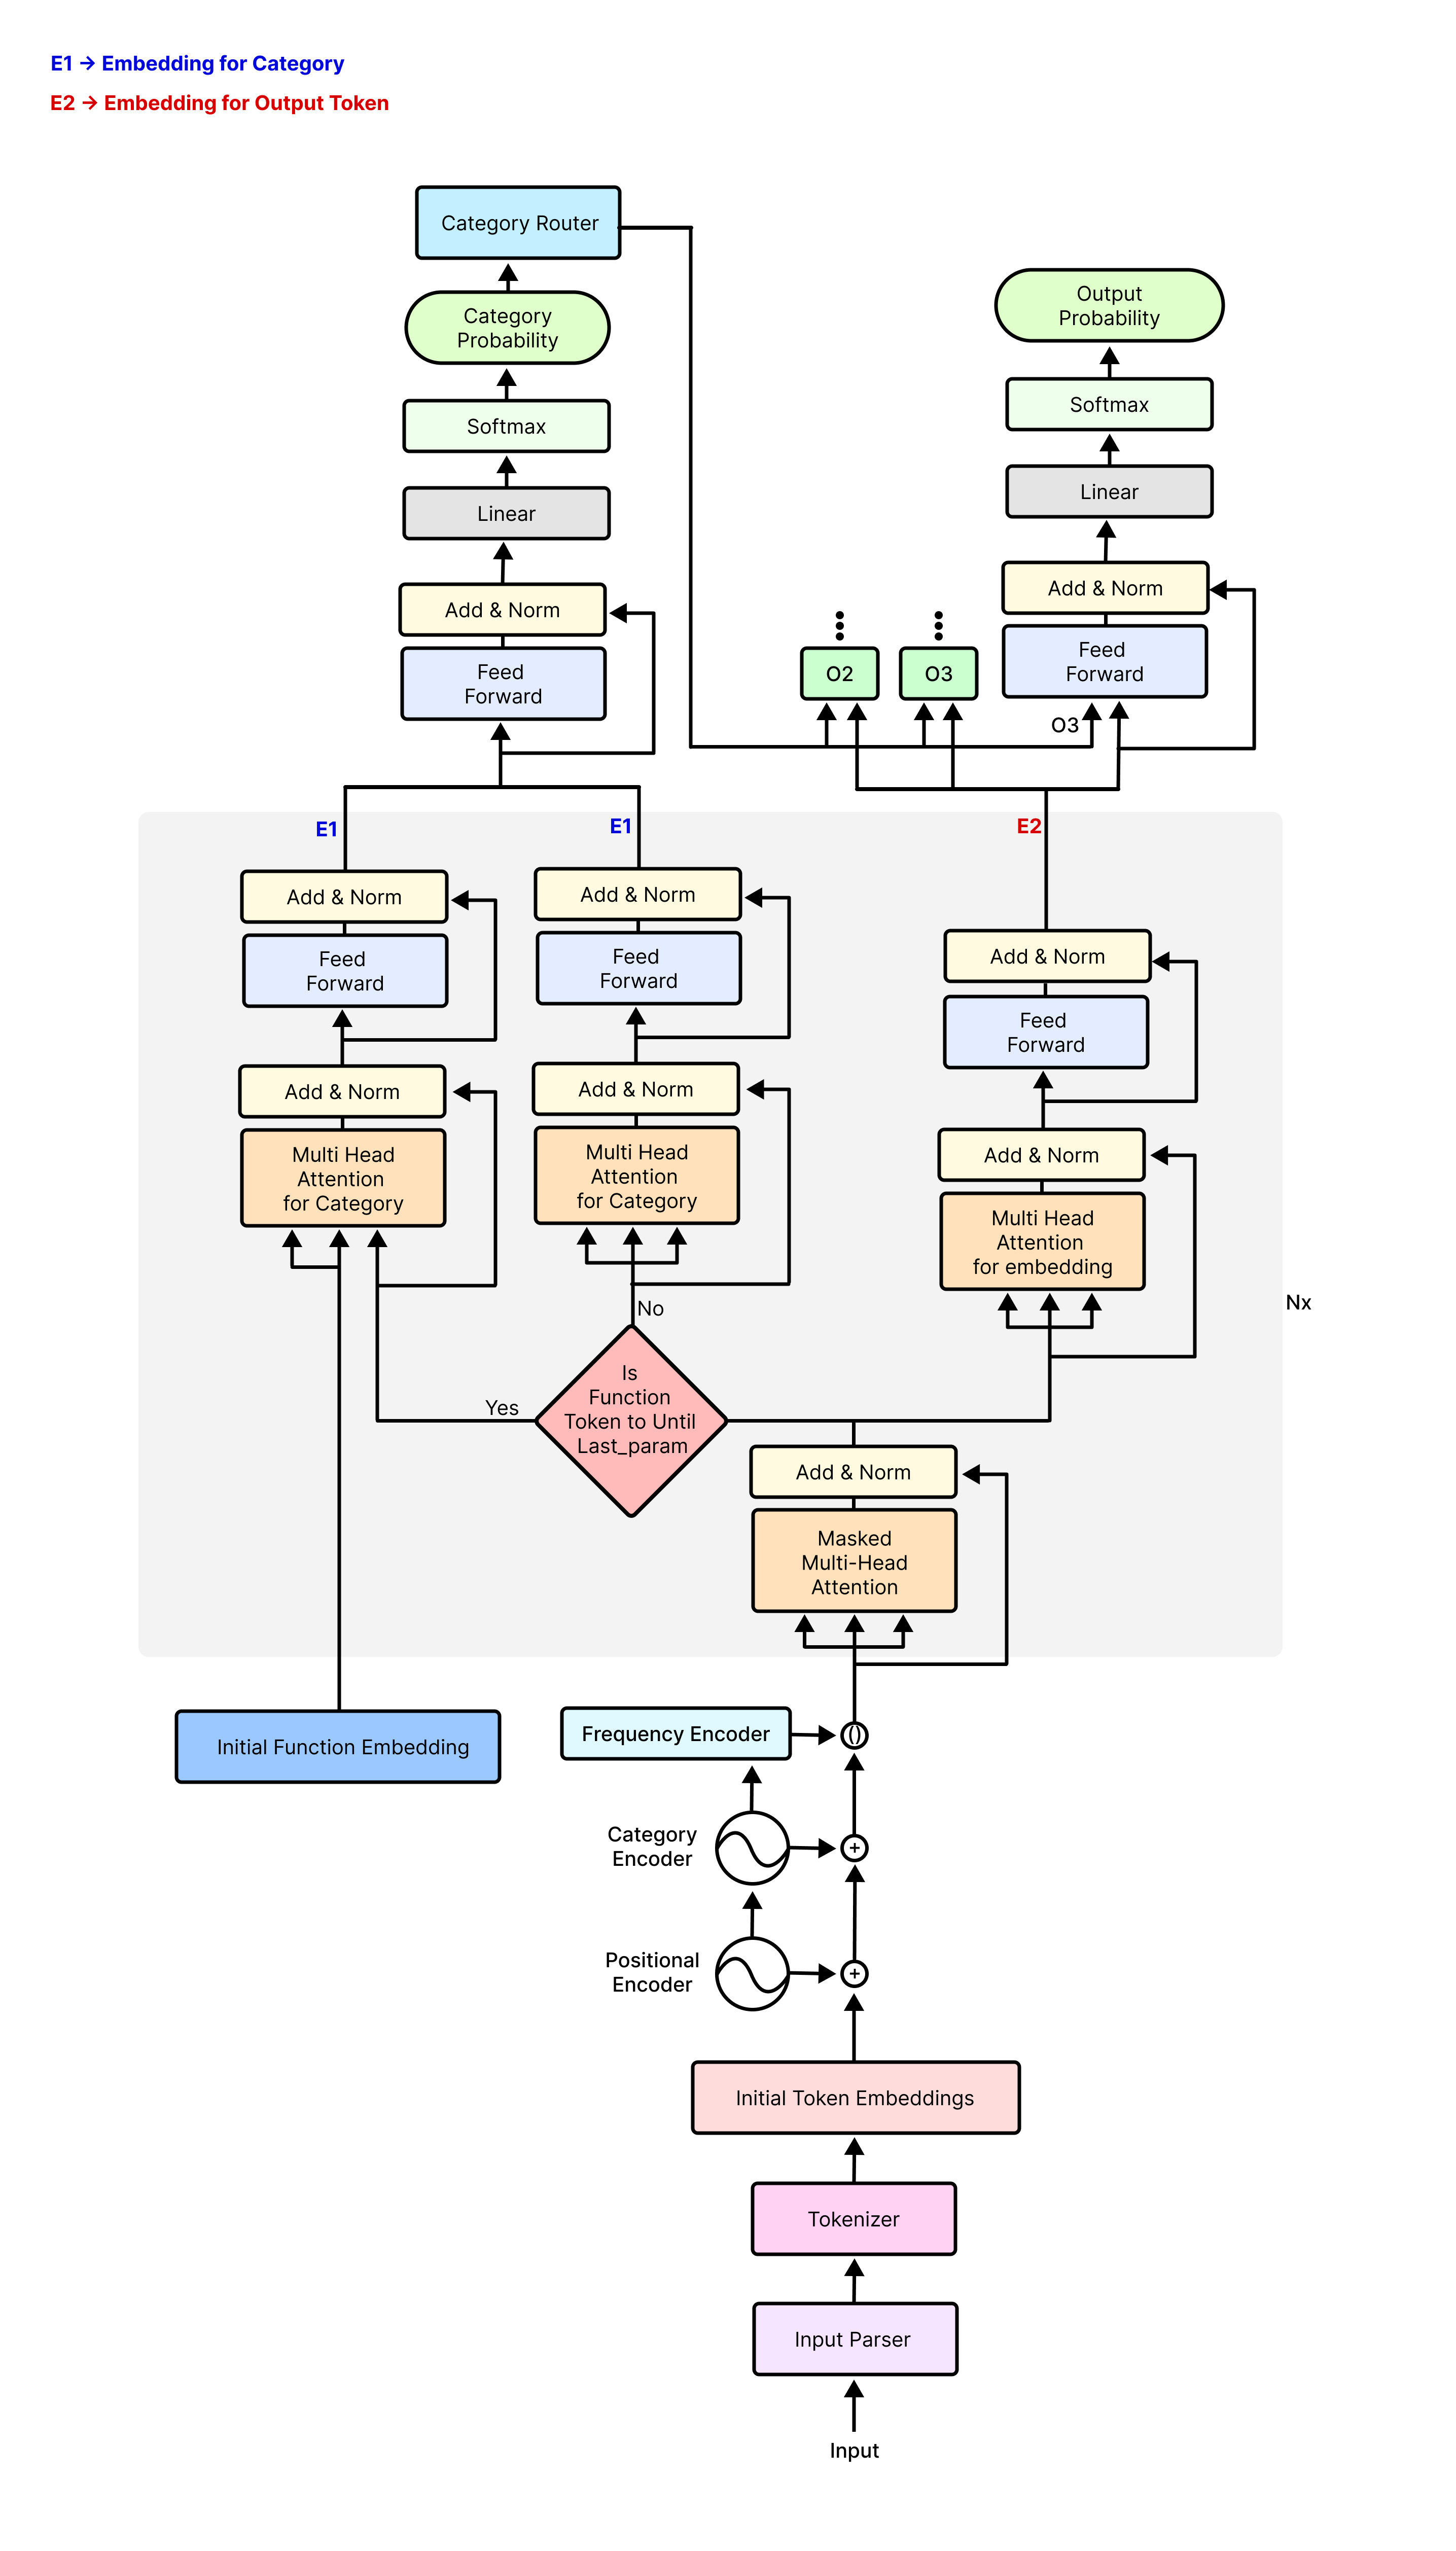 E1 → Embedding for Category
E2 → Embedding for Output Token
Category Router
Category
Probability
Softmax
Linear
Add & Norm
Feed
Forward
Output
Probability
Softmax
Linear
Add & Norm
Feed
Forward
O2
O3
O3
E1
E1
E2
Add & Norm
Feed
Forward
Add & Norm
Multi Head
Attention
for Category
Add & Norm
Feed
Forward
Add & Norm
Multi Head
Attention
for Category
Add & Norm
Feed
Forward
Add & Norm
Multi Head
Attention
for embedding
Nx
No
Yes
Is
Function
Token to Until
Last_param
Add & Norm
Masked
Multi-Head
Attention
Initial Function Embedding
Frequency Encoder
()
Category
Encoder
+
Positional
Encoder
+
Initial Token Embeddings
Tokenizer
Input Parser
Input